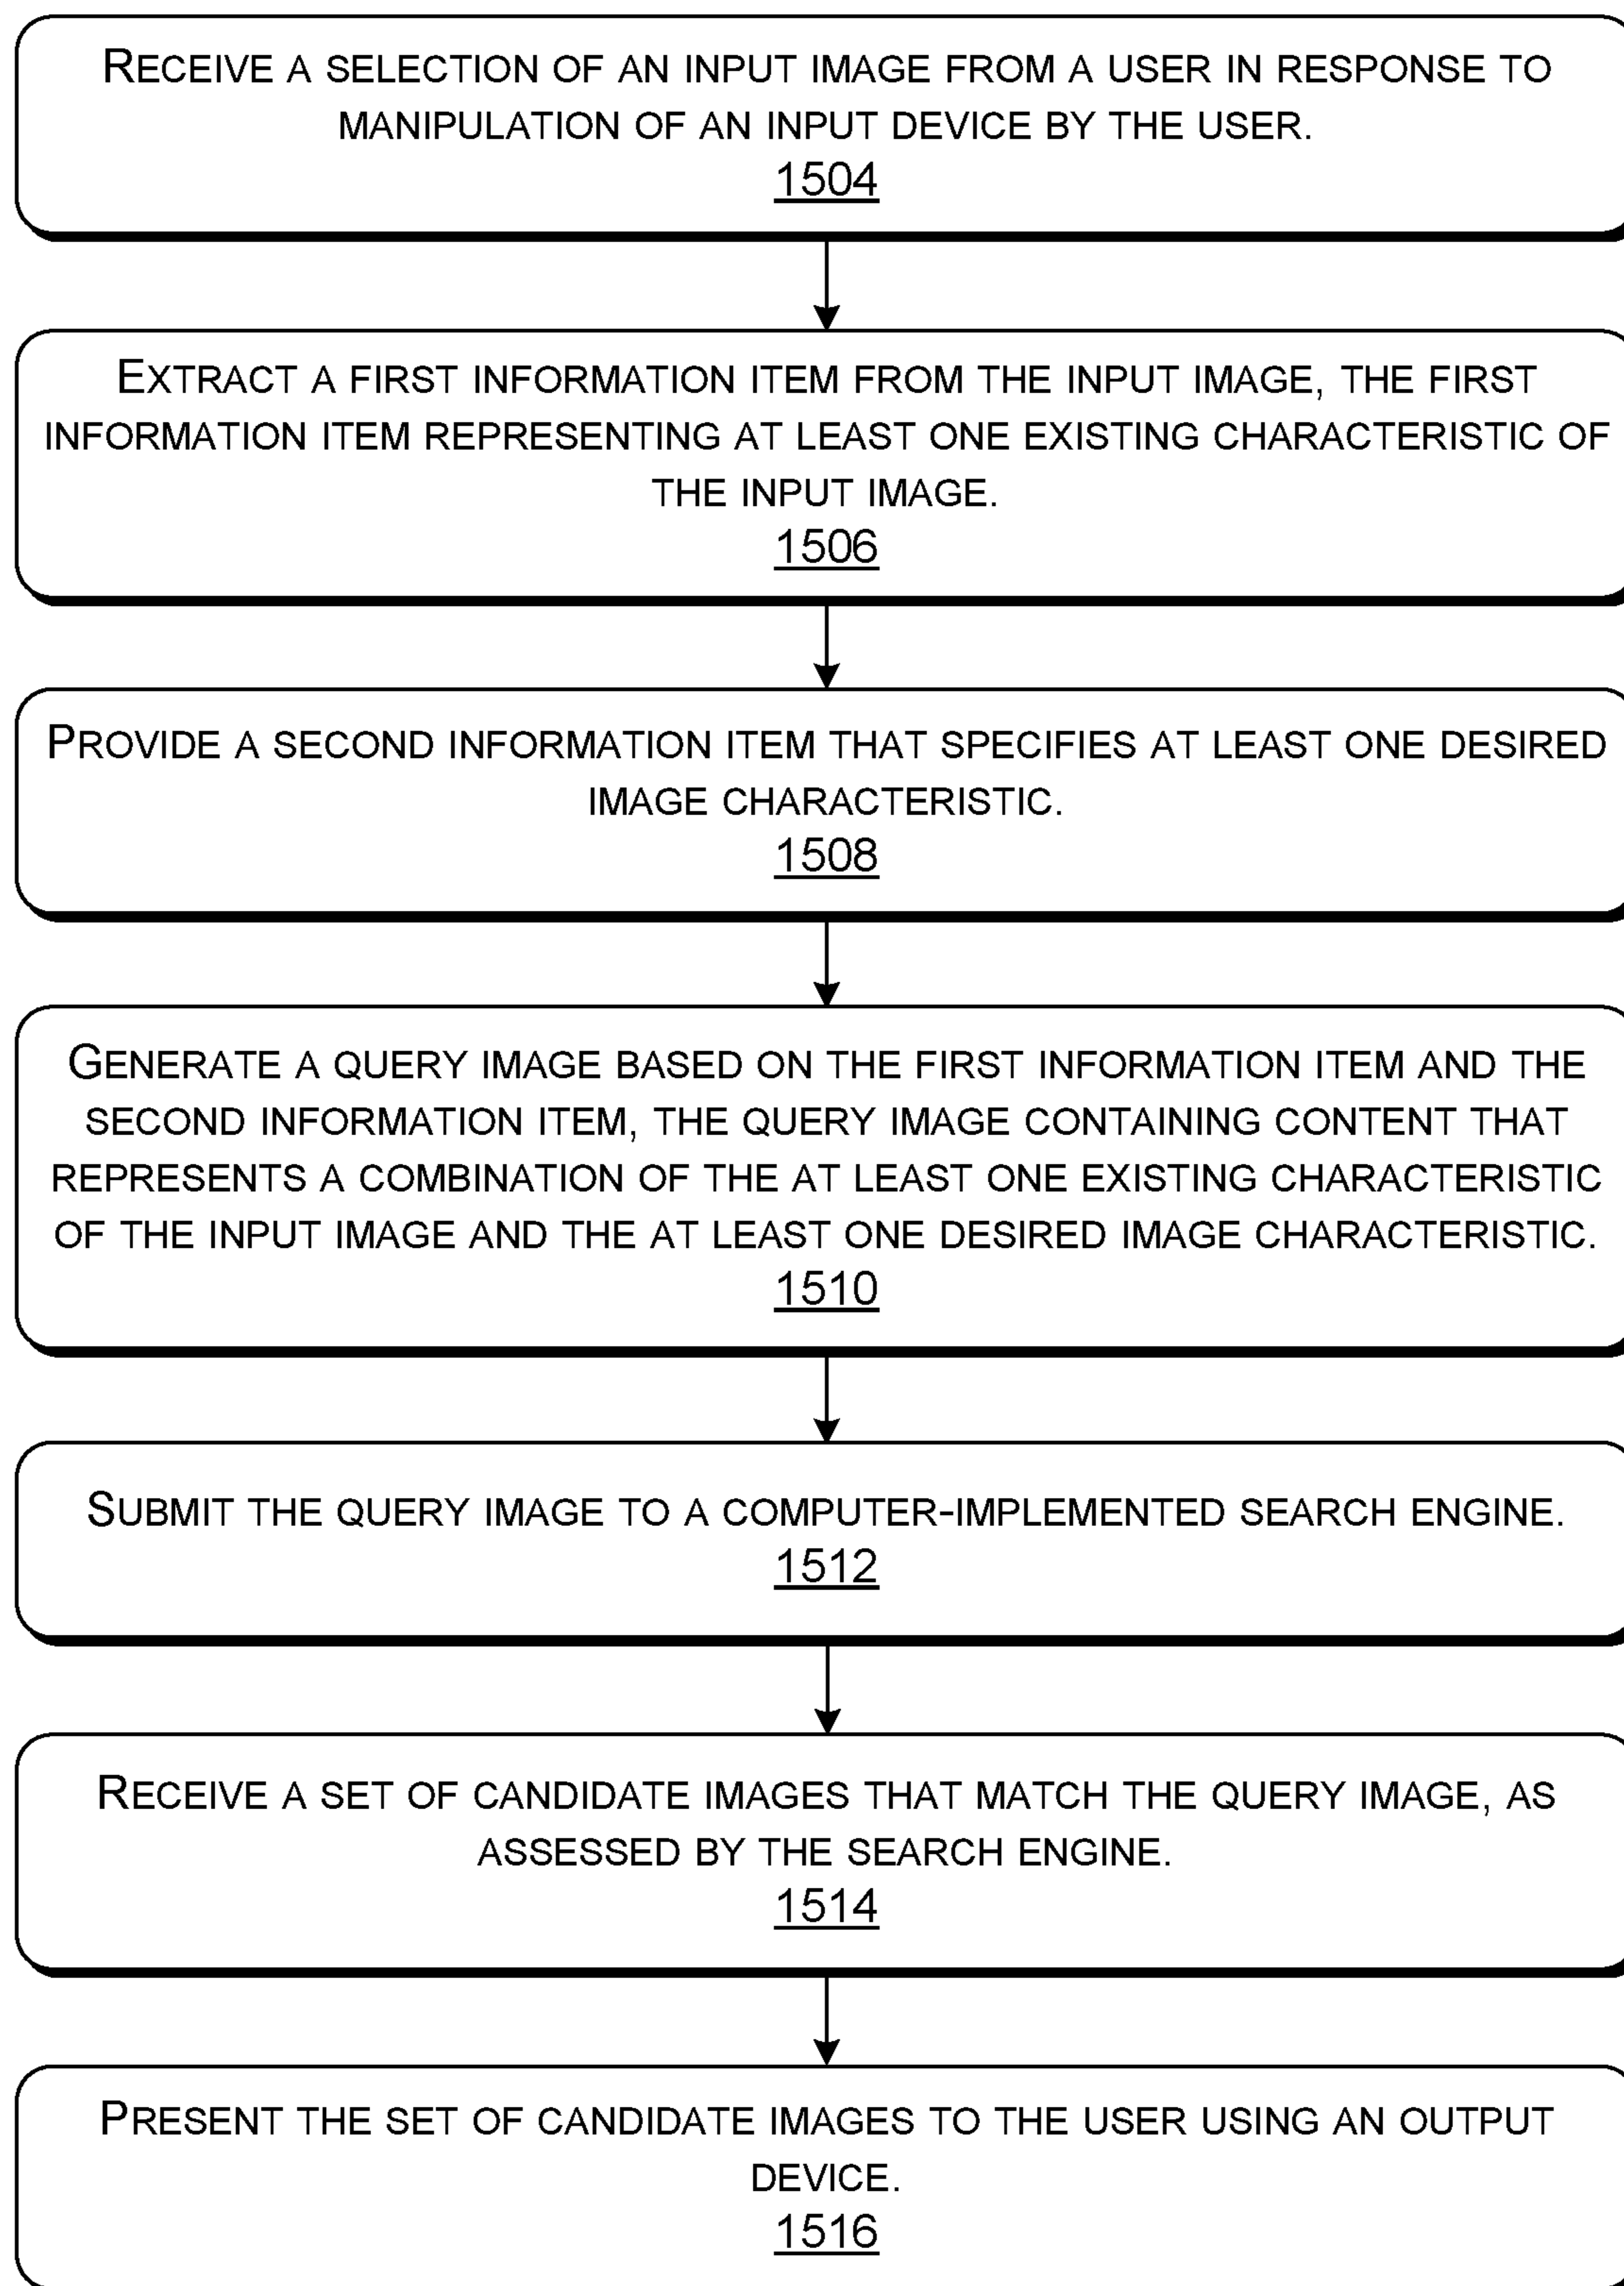 RECEIVE A SELECTION OF AN INPUT IMAGE FROM A USER IN RESPONSE TO
MANIPULATION OF AN INPUT DEVICE BY THE USER.
1504
EXTRACT A FIRST INFORMATION ITEM FROM THE INPUT IMAGE, THE FIRST
INFORMATION ITEM REPRESENTING AT LEAST ONE EXISTING CHARACTERISTIC OF
THE INPUT IMAGE.
1506
PROVIDE A SECOND INFORMATION ITEM THAT SPECIFIES AT LEAST ONE DESIRED
IMAGE CHARACTERISTIC.
1508
GENERATE A QUERY IMAGE BASED ON THE FIRST INFORMATION ITEM AND THE
SECOND INFORMATION ITEM, THE QUERY IMAGE CONTAINING CONTENT THAT
REPRESENTS A COMBINATION OF THE AT LEAST ONE EXISTING CHARACTERISTIC
OF THE INPUT IMAGE AND THE AT LEAST ONE DESIRED IMAGE CHARACTERISTIC.
1510
SUBMIT THE QUERY IMAGE TO A COMPUTER-IMPLEMENTED SEARCH ENGINE.
1512
RECEIVE A SET OF CANDIDATE IMAGES THAT MATCH THE QUERY IMAGE, AS
ASSESSED BY THE SEARCH ENGINE.
1514
PRESENT THE SET OF CANDIDATE IMAGES TO THE USER USING AN OUTPUT
DEVICE.
1516